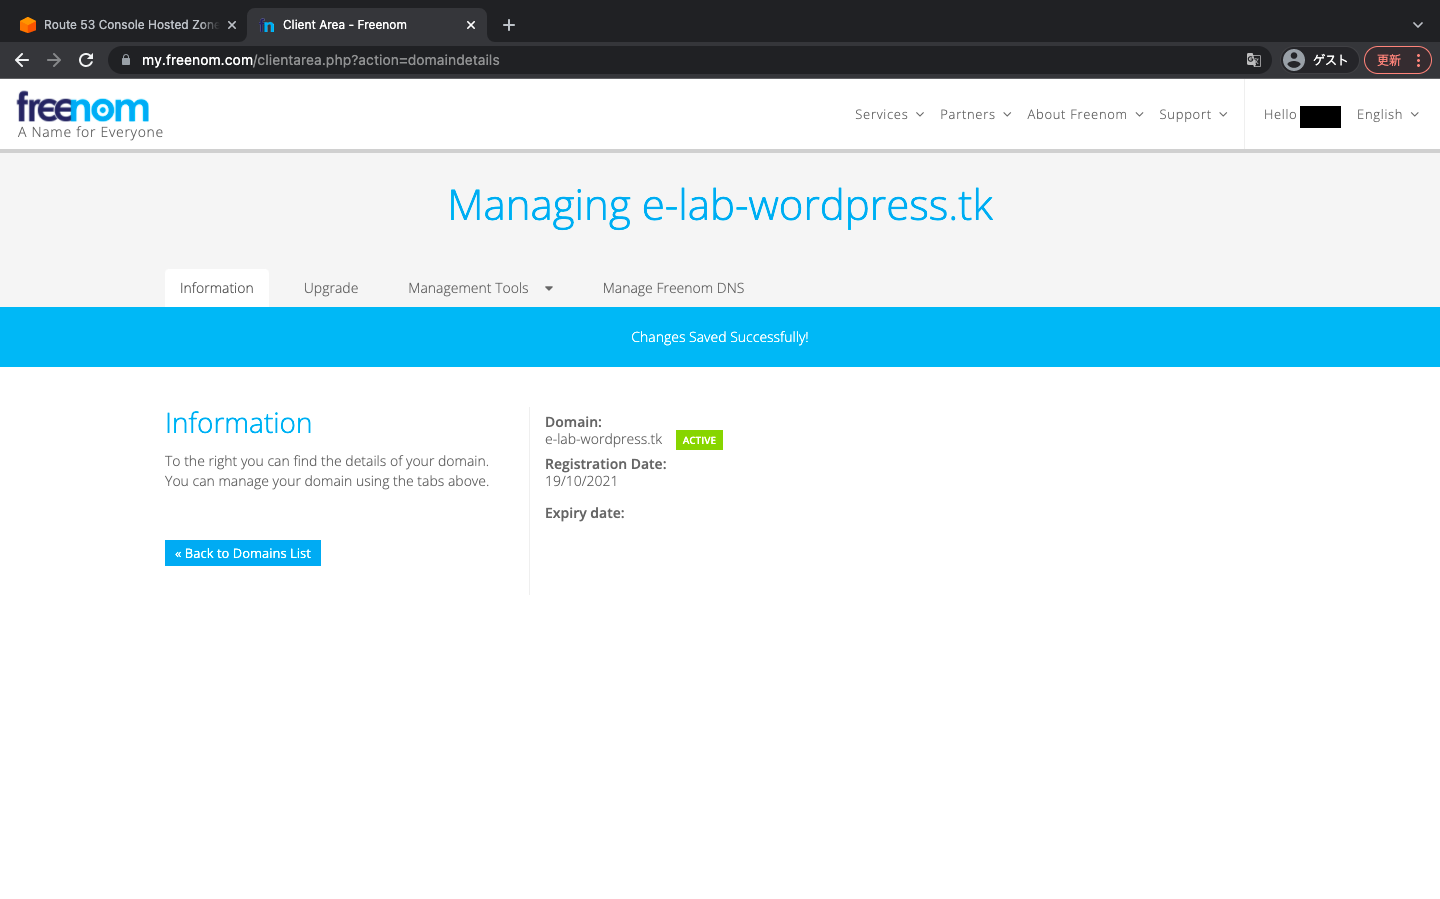 Route 53 Console Hosted Zone
Client Area - Freenom
my.freenom.com/clientarea.php?action=domaindetails
ゲスト
更新
freenom
A Name for Everyone
Services
Partners
About Freenom
Support
Hello
English
Managing e-lab-wordpress.tk
Information
Upgrade
Management Tools
Manage Freenom DNS
Changes Saved Successfully!
Information
To the right you can find the details of your domain.
You can manage your domain using the tabs above.
« Back to Domains List
Domain:
e-lab-wordpress.tk ACTIVE
Registration Date:
19/10/2021
Expiry date: